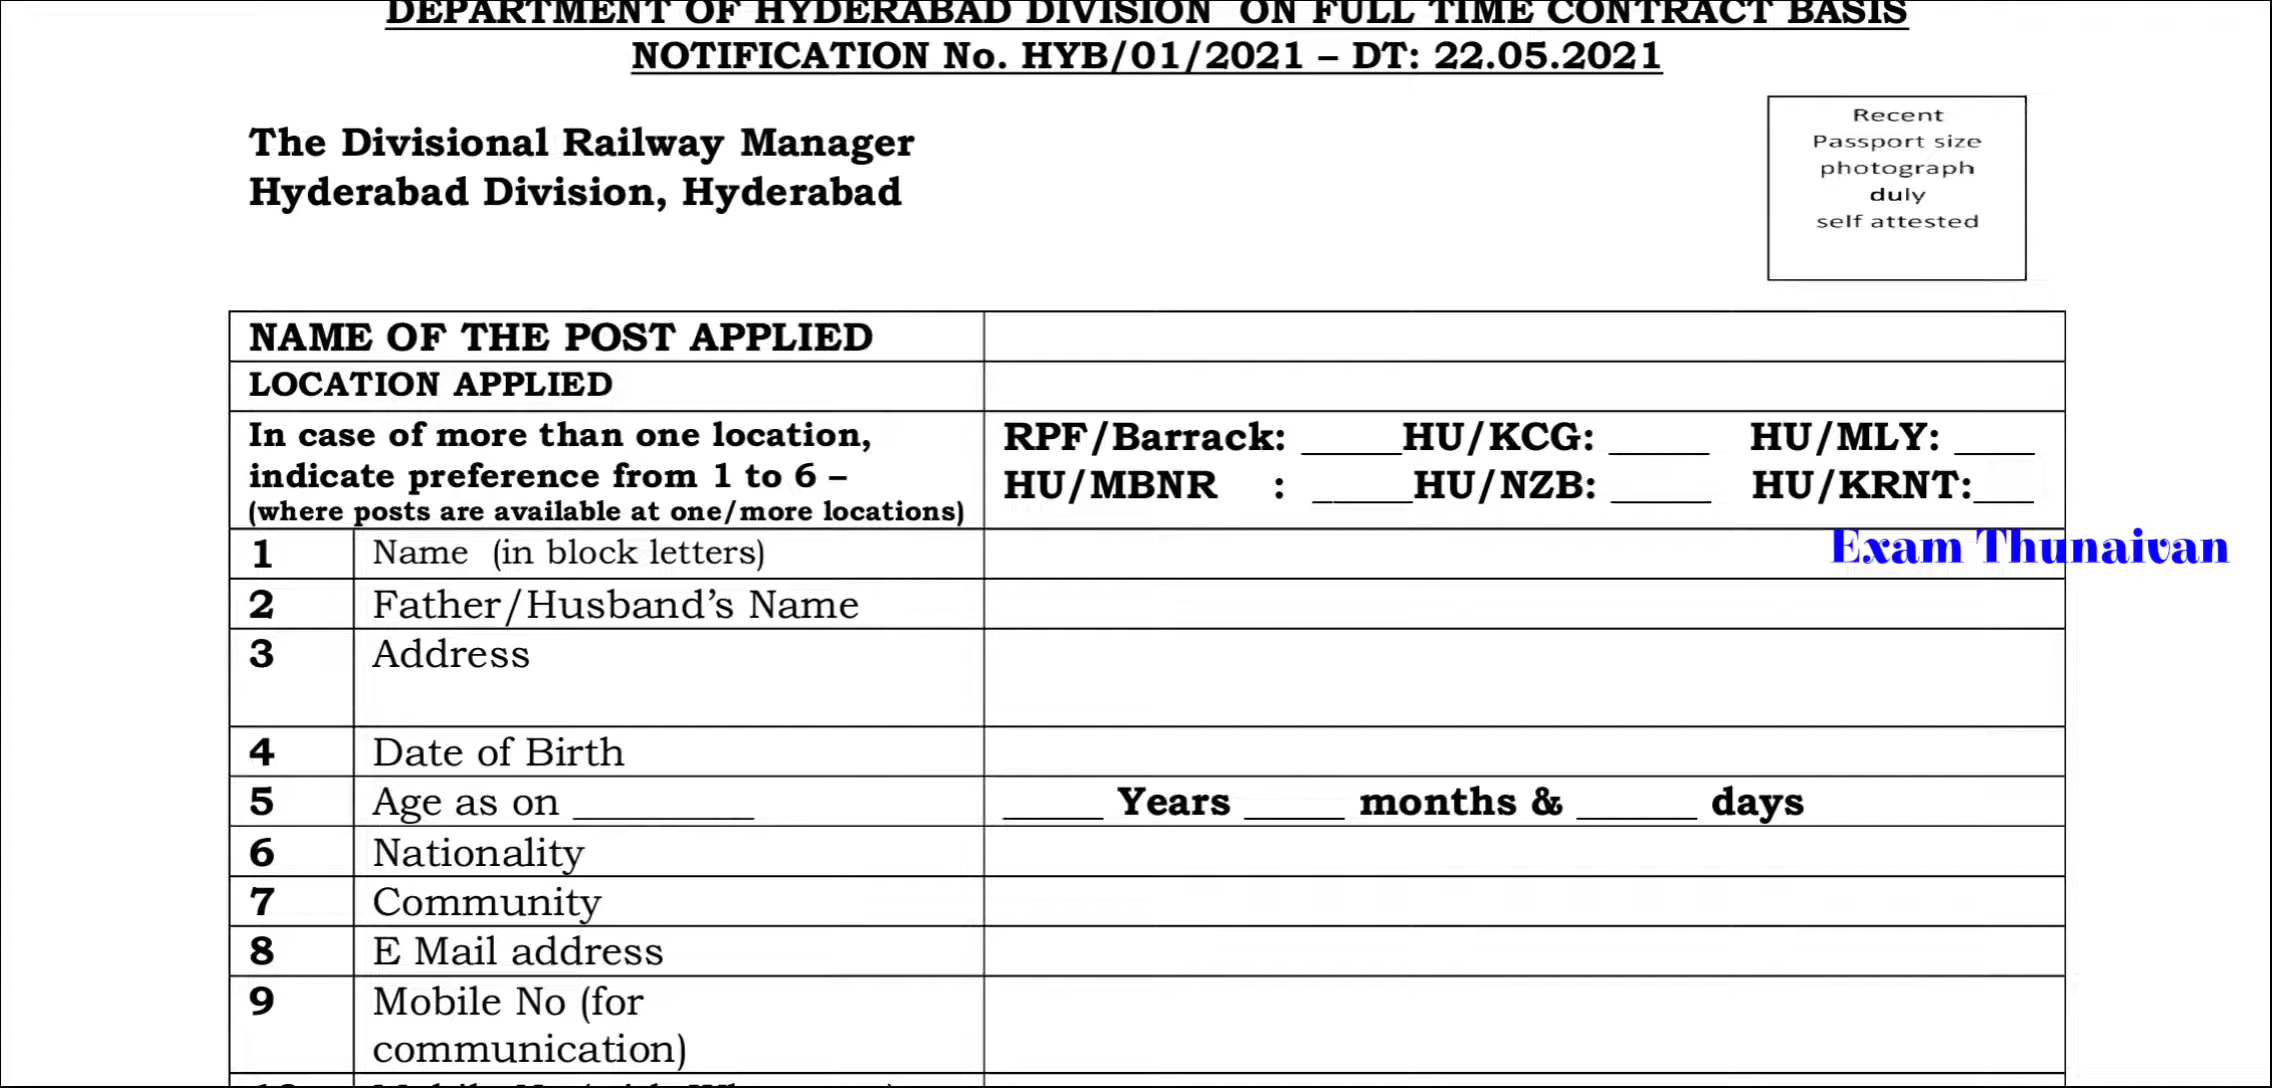 DEPARTMENT OF HYDERABAD DIVISION ON FULL TIME CONTRACT BASIS
NOTIFICATION No. HYB/01/2021 – DT: 22.05.2021
The Divisional Railway Manager
Hyderabad Division, Hyderabad
Recent
Passport size
photograph
duly
self attested
NAME OF THE POST APPLIED
LOCATION APPLIED
In case of more than one location,
indicate preference from 1 to 6 –
(where posts are available at one/more locations)
RPF/Barrack: _____HU/KCG: _____ HU/MLY: ____
HU/MBNR : _____HU/NZB: _____ HU/KRNT:___
1 Name (in block letters)
Exam Thunaivan
2 Father/Husband’s Name
3 Address
4 Date of Birth
5 Age as on _________ _____ Years _____ months & ______ days
6 Nationality
7 Community
8 E Mail address
9 Mobile No (for
communication)